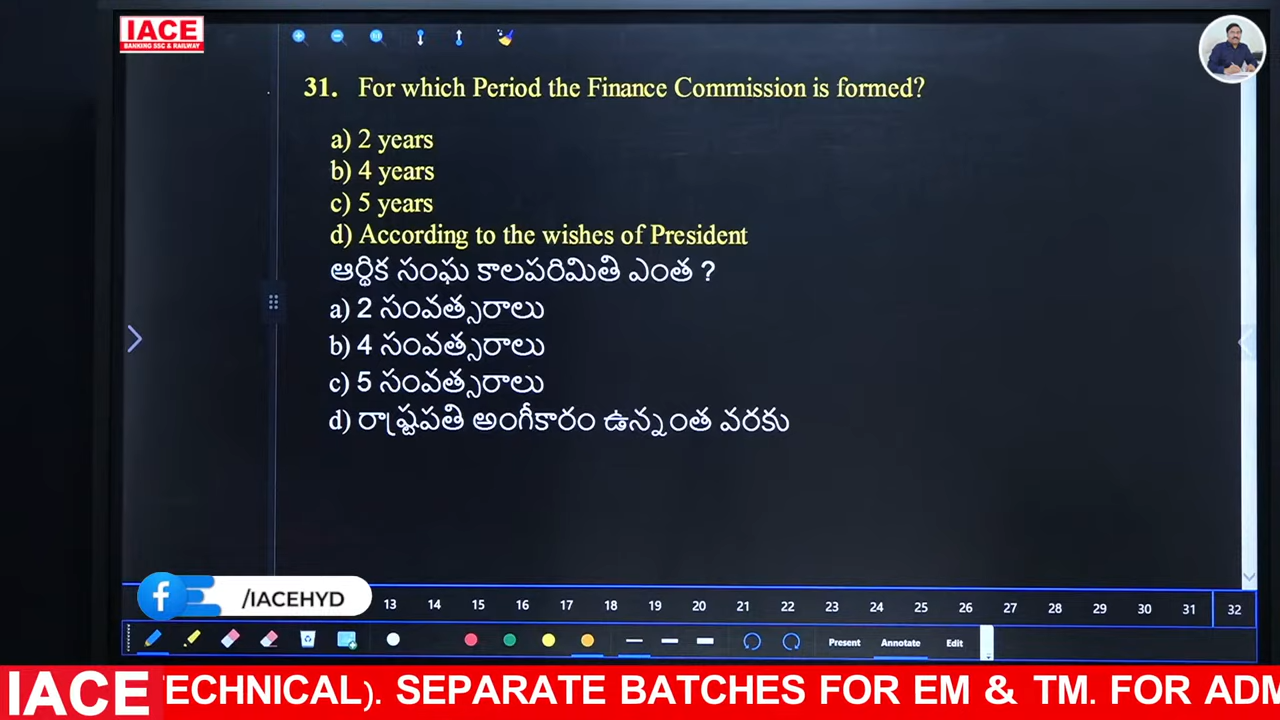 IACE
BANKING SSC & RAILWAY
31. For which Period the Finance Commission is formed?
a) 2 years
b) 4 years
c) 5 years
d) According to the wishes of President
ఆర్థిక సంఘ కాలపరిమితి ఎంత ?
a) 2 సంవత్సరాలు
b) 4 సంవత్సరాలు
c) 5 సంవత్సరాలు
d) రాష్ట్రపతి అంగీకారం ఉన్నంత వరకు
/IACEHYD
13 14 15 16 17 18 19 20 21 22 23 24 25 26 27 28 29 30 31 32
Present Annotate Edit
IACE TECHNICAL). SEPARATE BATCHES FOR EM & TM. FOR ADM